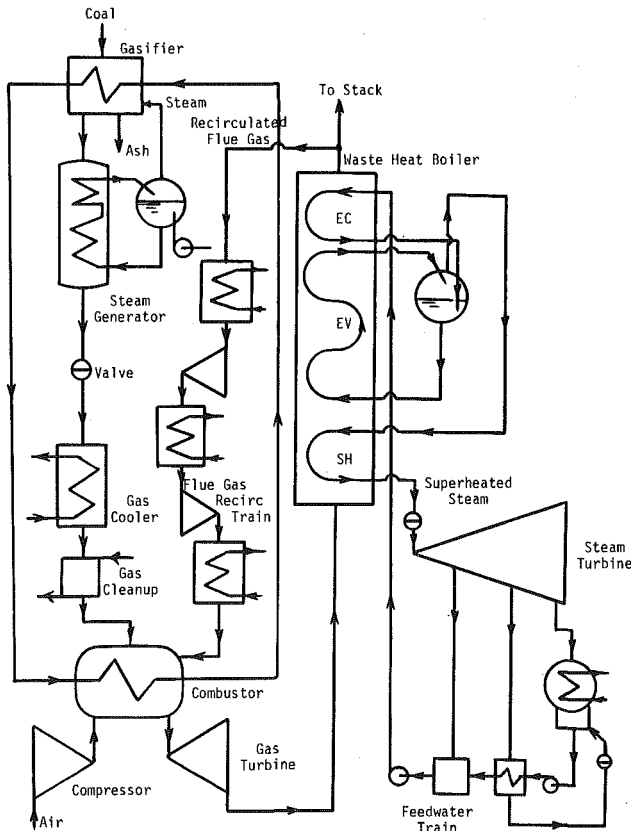 Coal
Gasifier
To Stack
Steam
Recirculated
Flue Gas
Ash
Waste Heat Boiler
EC
Steam
Generator
EV
Valve
SH
Superheated
Steam
Flue Gas
Recirc
Train
Gas
Cooler
Steam
Turbine
Gas
Cleanup
Combustor
Gas
Turbine
Compressor
Air
Feedwater
Train